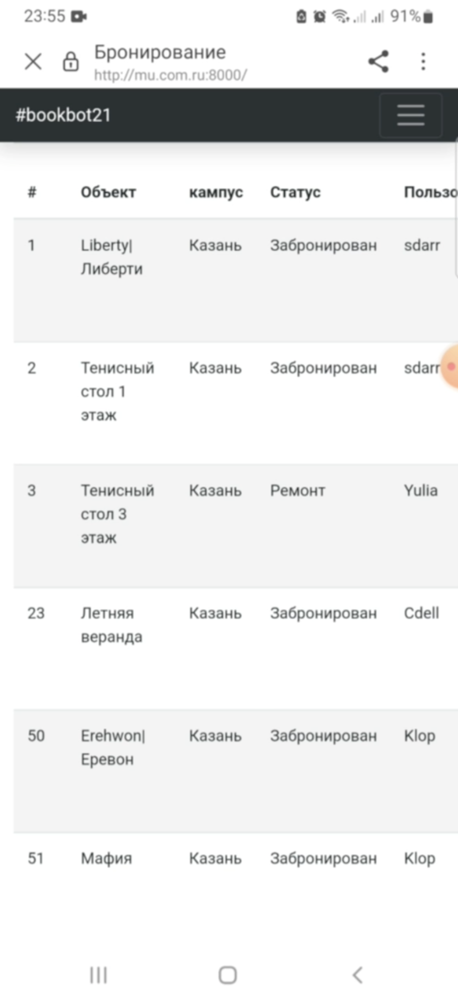 23:55 91%
Бронирование
http://mu.com.ru:8000/
#bookbot21
# Объект кампус Статус Пользо
1 Liberty| Казань Забронирован sdarr
Либерти
2 Тенисный Казань Забронирован sdarr
стол 1
этаж
3 Тенисный Казань Ремонт Yulia
стол 3
этаж
23 Летняя Казань Забронирован Cdell
веранда
50 Erehwon| Казань Забронирован Klop
Еревон
51 Мафия Казань Забронирован Klop